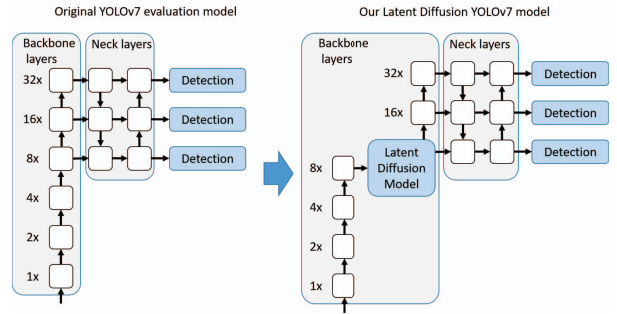 Original YOLOv7 evaluation model
Backbone
layers
Neck layers
32x
Detection
16x
Detection
8x
Detection
4x
2x
1x
Our Latent Diffusion YOLOv7 model
Backbone
layers
Neck layers
32x
Detection
16x
Detection
8x
Latent
Diffusion
Model
Detection
4x
2x
1x